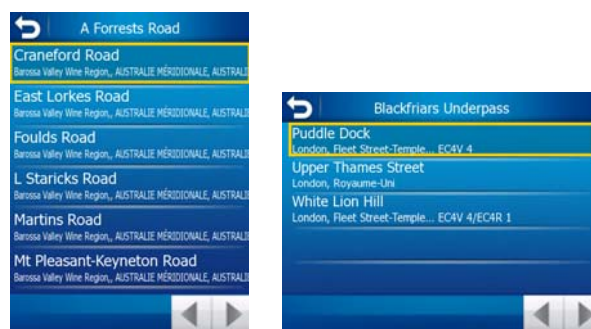 A Forrests Road
Craneford Road
Barossa Valley Wine Region,, AUSTRALIE MÉRIDIONALE, AUSTRALI
East Lorkes Road
Barossa Valley Wine Region,, AUSTRALIE MÉRIDIONALE, AUSTRALI
Foulds Road
Barossa Valley Wine Region,, AUSTRALIE MÉRIDIONALE, AUSTRALI
L Staricks Road
Barossa Valley Wine Region,, AUSTRALIE MÉRIDIONALE, AUSTRALI
Martins Road
Barossa Valley Wine Region,, AUSTRALIE MÉRIDIONALE, AUSTRALI
Mt Pleasant-Keyneton Road
Barossa Valley Wine Region,, AUSTRALIE MÉRIDIONALE, AUSTRALI
Blackfriars Underpass
Puddle Dock
London, Fleet Street-Temple... EC4V 4
Upper Thames Street
London, Royaume-Uni
White Lion Hill
London, Fleet Street-Temple... EC4V 4/EC4R 1